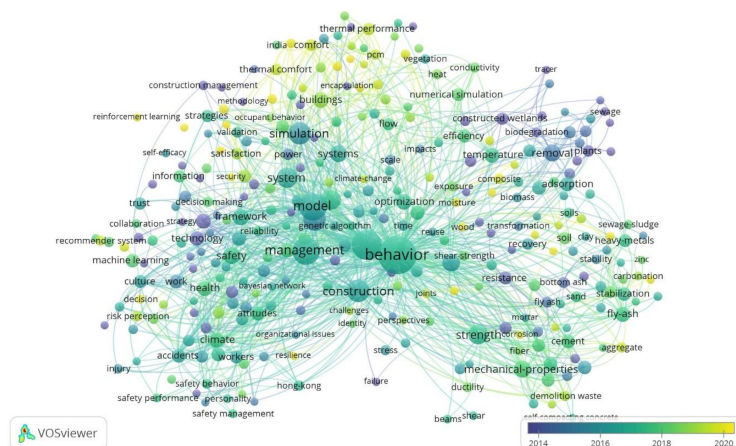 thermal performance
india comfort
pcm
vegetation
tracer
thermal comfort
heat
conductivity
construction management
encapsulation
buildings
numerical simulation
methodology
sewage
reinforcement learning
strategies
occupant behavior
flow
constructed wetlands
validation
simulation
impacts
efficiency
biodegradation
self-efficacy
satisfaction
power
systems
scale
temperature
removal
plants
information
security
system
climate-change
exposure
composite
adsorption
trust
decision making
model
optimization
moisture
biomass
collaboration
strategy
framework
genetic algorithm
time
reuse
wood
transformation
soils
sewage-sludge
recommender system
technology
reliability
recovery
soil
clay
heavy-metals
machine learning
safety
management
behavior
shear strength
stability
zinc
culture
work
health
bayesian network
construction
resistance
bottom ash
carbonation
decision
joints
fly ash
sand
stabilization
risk perception
attitudes
challenges
perspectives
mortar
fly-ash
identity
climate
organizational issues
strength
corrosion
cement
accidents
workers
resilience
stress
fiber
aggregate
injury
mechanical-properties
safety behavior
hong-kong
failure
ductility
demolition waste
safety performance
personality
safety management
beams
shear
self-compacting concrete
VOSviewer
2014 2016 2018 2020